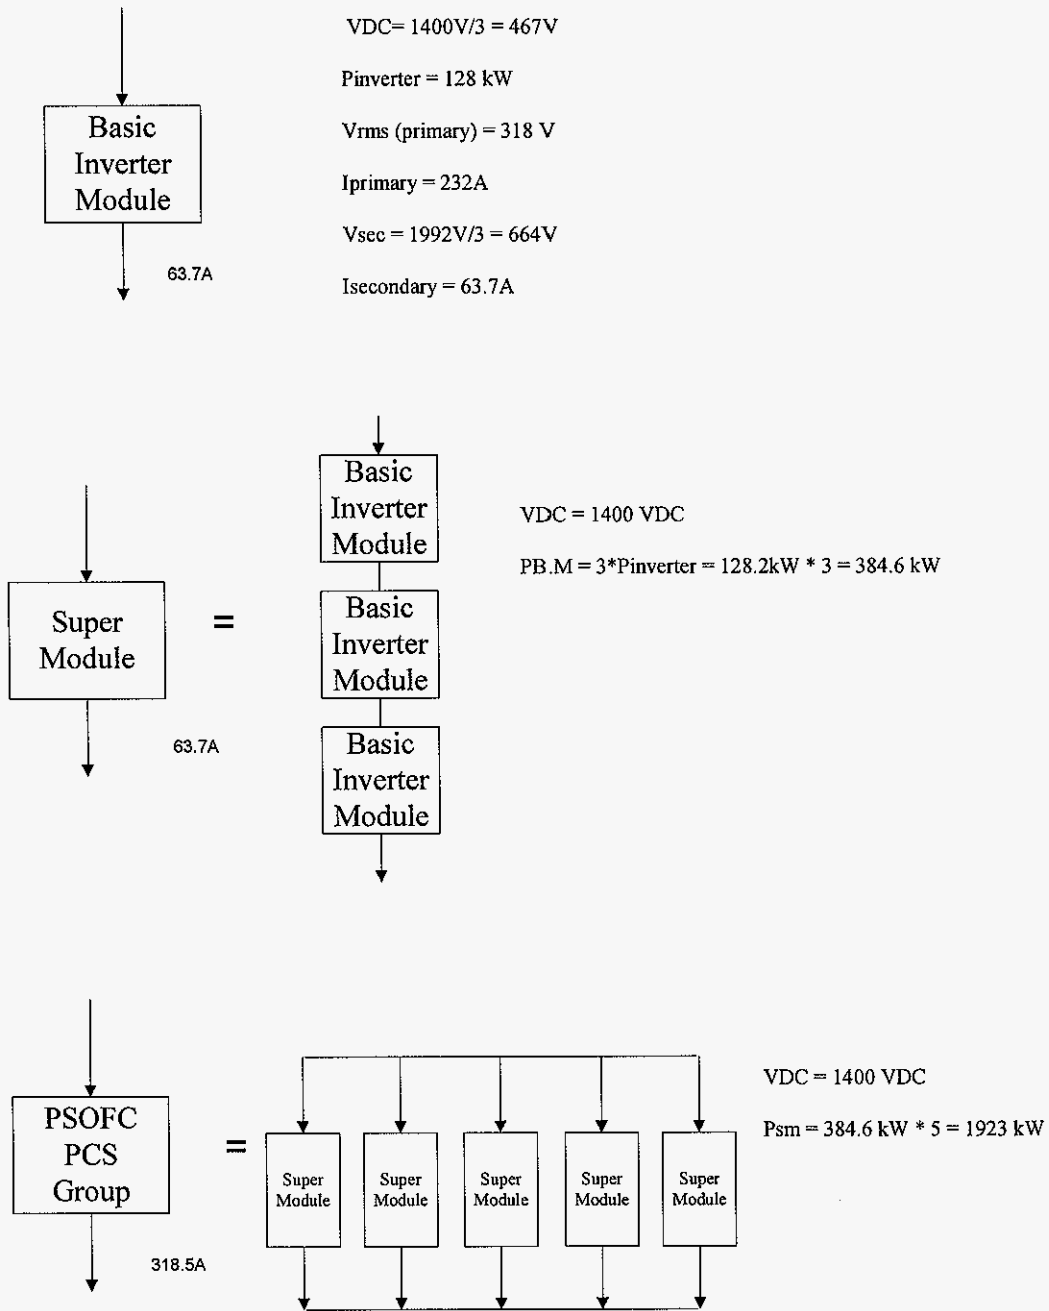 VDC= 1400V/3 = 467V
Pinverter = 128 kW
Basic
Inverter
Module
Vrms (primary) = 318 V
Iprimary = 232A
Vsec = 1992V/3 = 664V
63.7A
Isecondary = 63.7A
Basic
Inverter
Module
VDC = 1400 VDC
PB.M = 3*Pinverter = 128.2kW * 3 = 384.6 kW
Super
Module
=
Basic
Inverter
Module
63.7A
Basic
Inverter
Module
VDC = 1400 VDC
Psm = 384.6 kW * 5 = 1923 kW
PSOFC
PCS
Group
=
Super
Module
Super
Module
Super
Module
Super
Module
Super
Module
318.5A